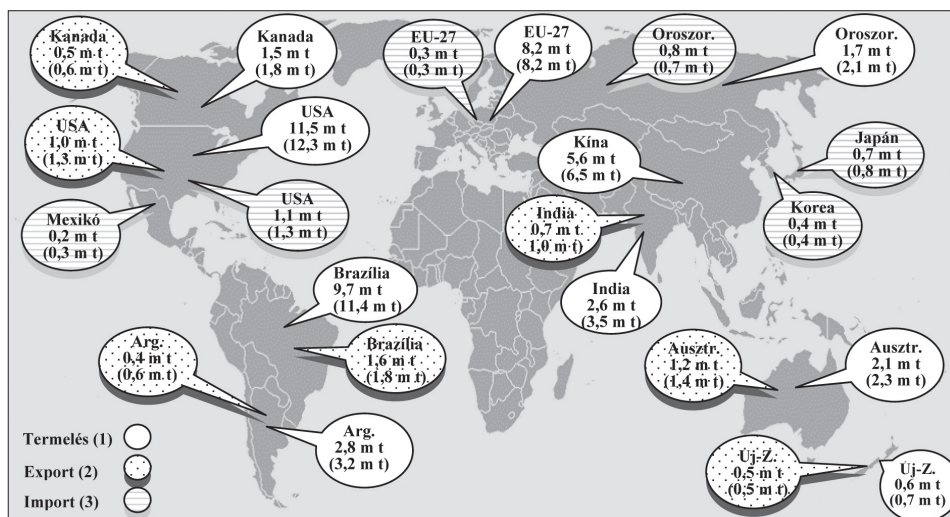 Kanada
0,5 m t
(0,6 m t)
Kanada
1,5 m t
(1,8 m t)
EU-27
0,3 m t
(0,3 m t)
EU-27
8,2 m t
(8,2 m t)
Oroszor.
0,8 m t
(0,7 m t)
Oroszor.
1,7 m t
(2,1 m t)
USA
1,0 m t
(1,3 m t)
USA
11,5 m t
(12,3 m t)
Kína
5,6 m t
(6,5 m t)
Japán
0,7 m t
(0,8 m t)
Mexikó
0,2 m t
(0,3 m t)
USA
1,1 m t
(1,3 m t)
India
0,7 m t
1,0 m t)
Korea
0,4 m t
(0,4 m t)
Brazília
9,7 m t
(11,4 m t)
India
2,6 m t
(3,5 m t)
Arg.
0,4 m t
(0,6 m t)
Brazília
1,6 m t
(1,8 m t)
Ausztr.
1,2 m t
(1,4 m t)
Ausztr.
2,1 m t
(2,3 m t)
Arg.
2,8 m t
(3,2 m t)
Új-Z.
0,5 m t
(0,5 m t)
Új-Z.
0,6 m t
(0,7 m t)
Termelés (1)
Export (2)
Import (3)